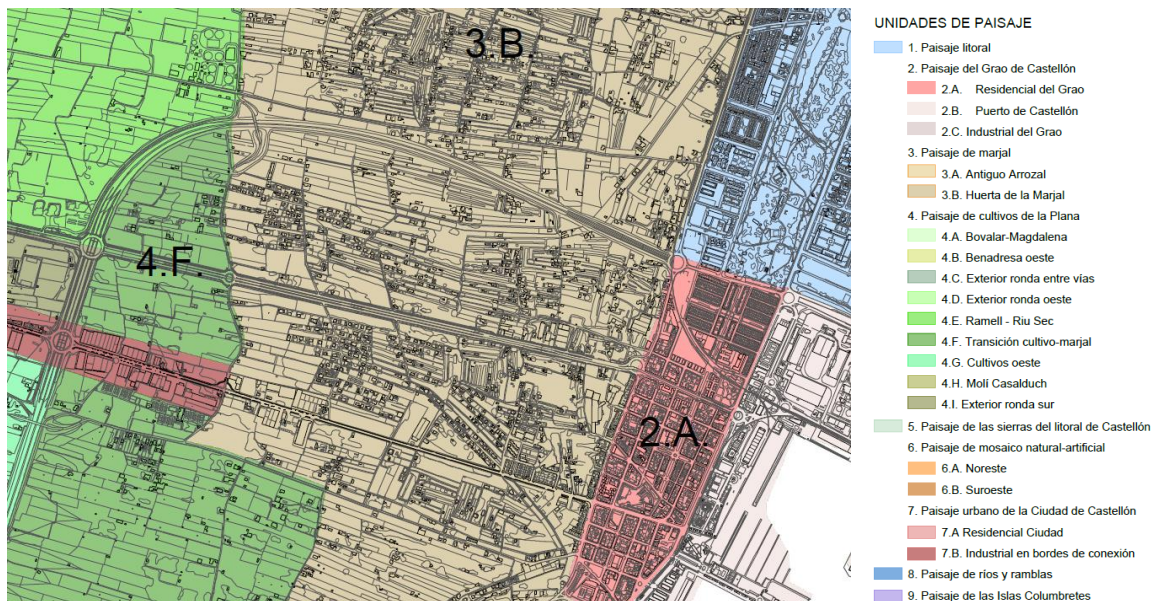 3.B.
4.F.
2.A.
UNIDADES DE PAISAJE
1. Paisaje litoral
2. Paisaje del Grao de Castellón
2.A. Residencial del Grao
2.B. Puerto de Castellón
2.C. Industrial del Grao
3. Paisaje de marjal
3.A. Antiguo Arrozal
3.B. Huerta de la Marjal
4. Paisaje de cultivos de la Plana
4.A. Bovalar-Magdalena
4.B. Benadresa oeste
4.C. Exterior ronda entre vías
4.D. Exterior ronda oeste
4.E. Ramell - Riu Sec
4.F. Transición cultivo-marjal
4.G. Cultivos oeste
4.H. Molí Casalduch
4.I. Exterior ronda sur
5. Paisaje de las sierras del litoral de Castellón
6. Paisaje de mosaico natural-artificial
6.A. Noreste
6.B. Suroeste
7. Paisaje urbano de la Ciudad de Castellón
7.A Residencial Ciudad
7.B. Industrial en bordes de conexión
8. Paisaje de ríos y ramblas
9. Paisaje de las Islas Columbretes